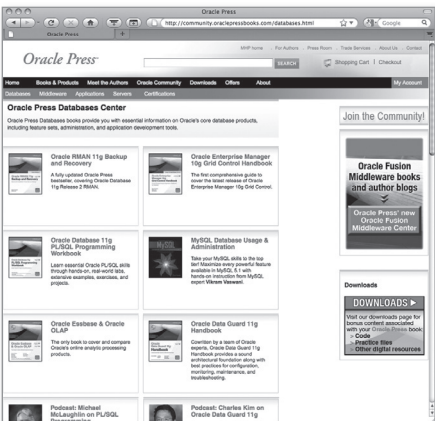 Oracle Press
http://community.oraclepressbooks.com/databases.html
Google
Oracle Press
MHP home
For Authors
Press Room
Trade Services
About Us
Contact
Oracle Press
SEARCH
Shopping Cart | Checkout
Home
Books & Products
Meet the Authors
Oracle Community
Downloads
Offers
About
My Account
Databases
Middleware
Applications
Servers
Certifications
Oracle Press Databases Center
Oracle Press Databases books provide you with essential information on Oracle's core database products,
including feature sets, administration, and application development tools.
Oracle RMAN 11g Backup
and Recovery
A fully updated Oracle Press
bestseller, covering Oracle Database
11g Release 2 RMAN.
Oracle Enterprise Manager
10g Grid Control Handbook
The first comprehensive guide to
cover the latest release of Oracle
Enterprise Manager 10g Grid Control.
Oracle Database 11g
PL/SQL Programming
Workbook
Learn essential Oracle PL/SQL skills
through hands-on, real-world labs,
extensive examples, exercises, and
projects.
MySQL
MySQL Database Usage &
Administration
Take your MySQL skills to the top
tier! Maximize every powerful feature
available in MySQL 5.1 with
hands-on instruction from MySQL
expert Vikram Vaswani.
Oracle Essbase & Oracle
OLAP
The only book to cover and compare
Oracle's online analytic processing
products.
Oracle Data Guard 11g
Handbook
Cowritten by a team of Oracle
experts, Oracle Data Guard 11g
Handbook provides a sound
architectural foundation along with
best practices for configuration,
monitoring, maintenance, and
troubleshooting.
Podcast: Michael
McLaughlin on PL/SQL
Programming
Podcast: Charles Kim on
Oracle Data Guard 11g
Join the Community!
Oracle Fusion
Middleware books
and author blogs
Oracle Press' new
Oracle Fusion
Middleware Center
Downloads
DOWNLOADS
Visit our downloads page for
bonus content associated
with your Oracle Press book
> Code
> Practice files
> Other digital resources